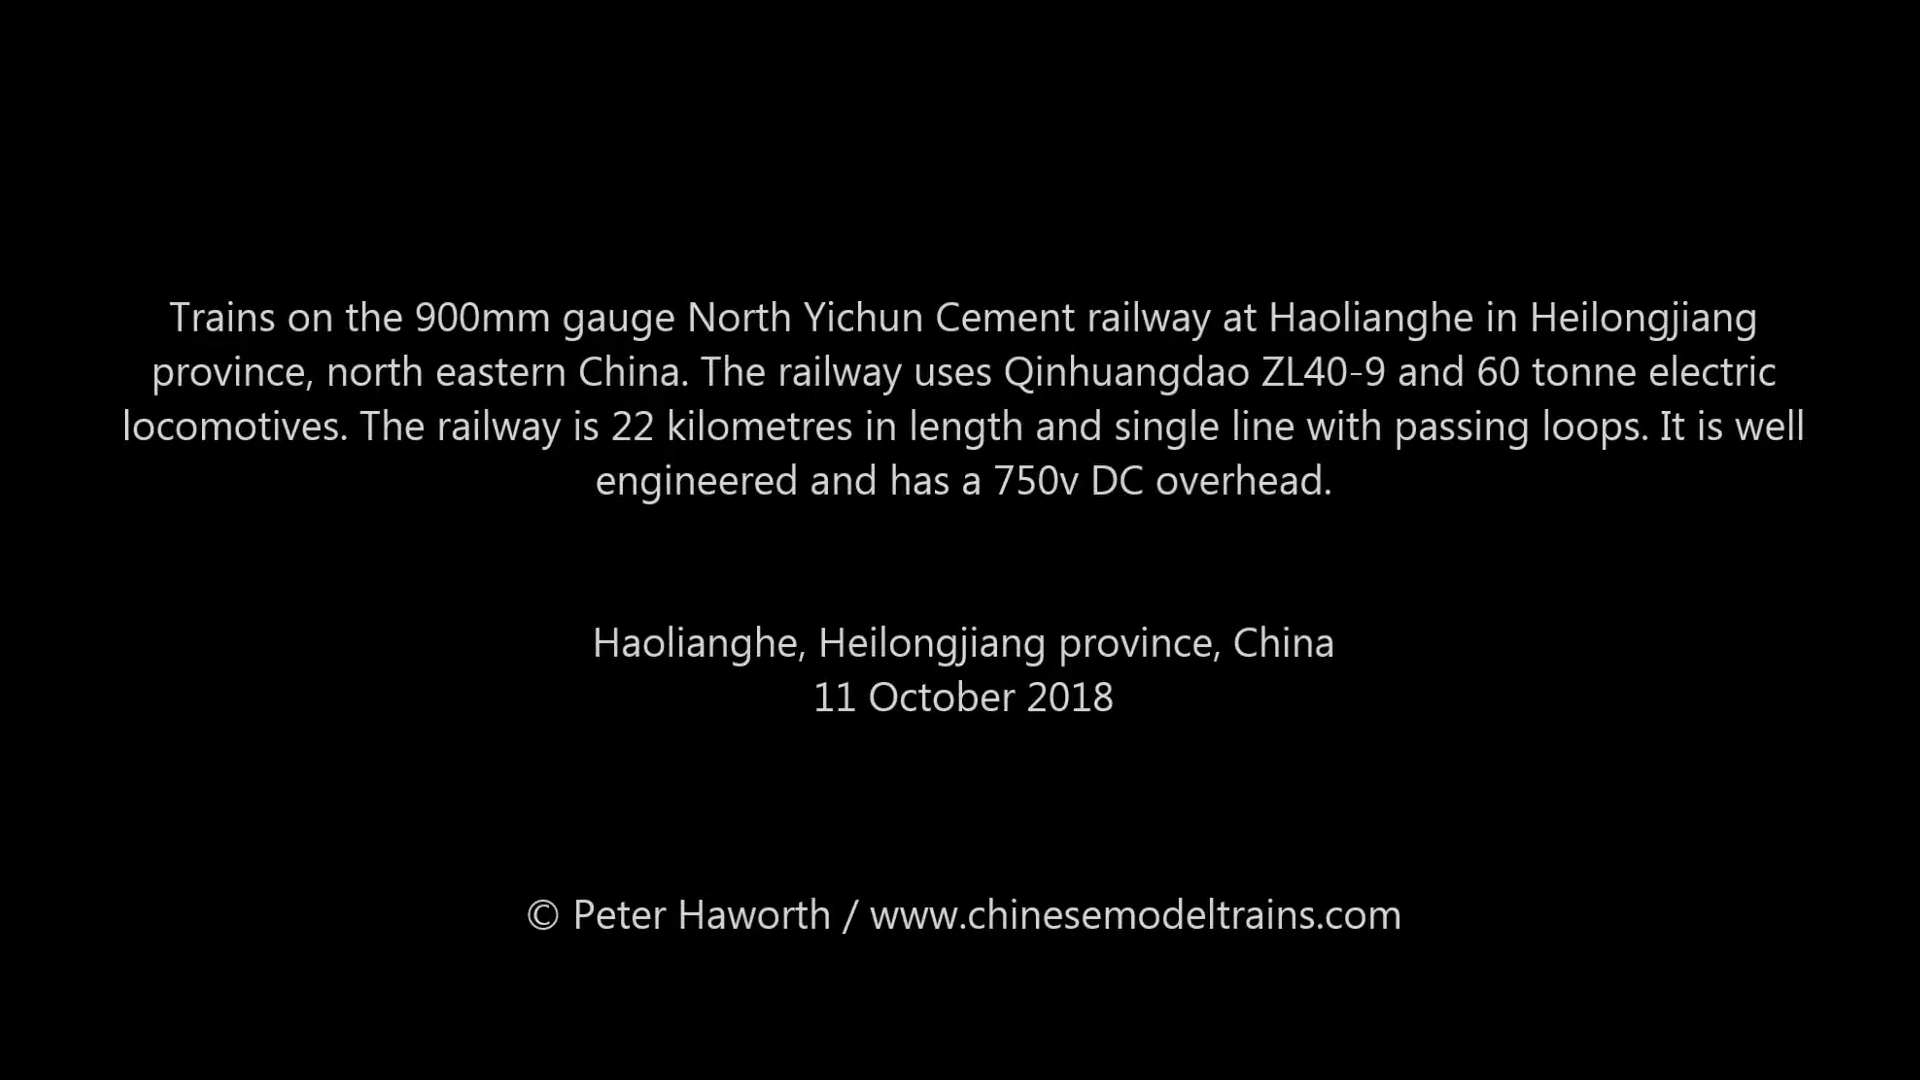 Trains on the 900mm gauge North Yichun Cement railway at Haolianghe in Heilongjiang
province, north eastern China. The railway uses Qinhuangdao ZL40-9 and 60 tonne electric
locomotives. The railway is 22 kilometres in length and single line with passing loops. It is well
engineered and has a 750v DC overhead.
Haolianghe, Heilongjiang province, China
11 October 2018
© Peter Haworth / www.chinesemodeltrains.com